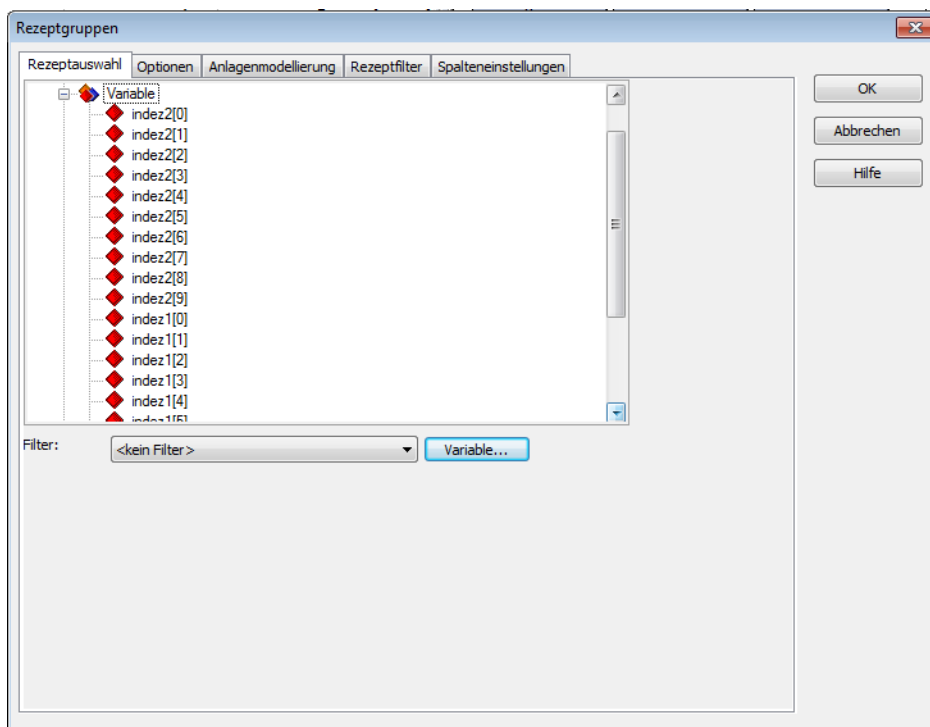 Rezeptgruppen
Rezeptauswahl Optionen Anlagenmodellierung Rezeptfilter Spalteneinstellungen
Variable
indez2[0]
indez2[1]
indez2[2]
indez2[3]
indez2[4]
indez2[5]
indez2[6]
indez2[7]
indez2[8]
indez2[9]
indez1[0]
indez1[1]
indez1[2]
indez1[3]
indez1[4]
indez1[5]
Filter: <kein Filter> Variable...
OK
Abbrechen
Hilfe